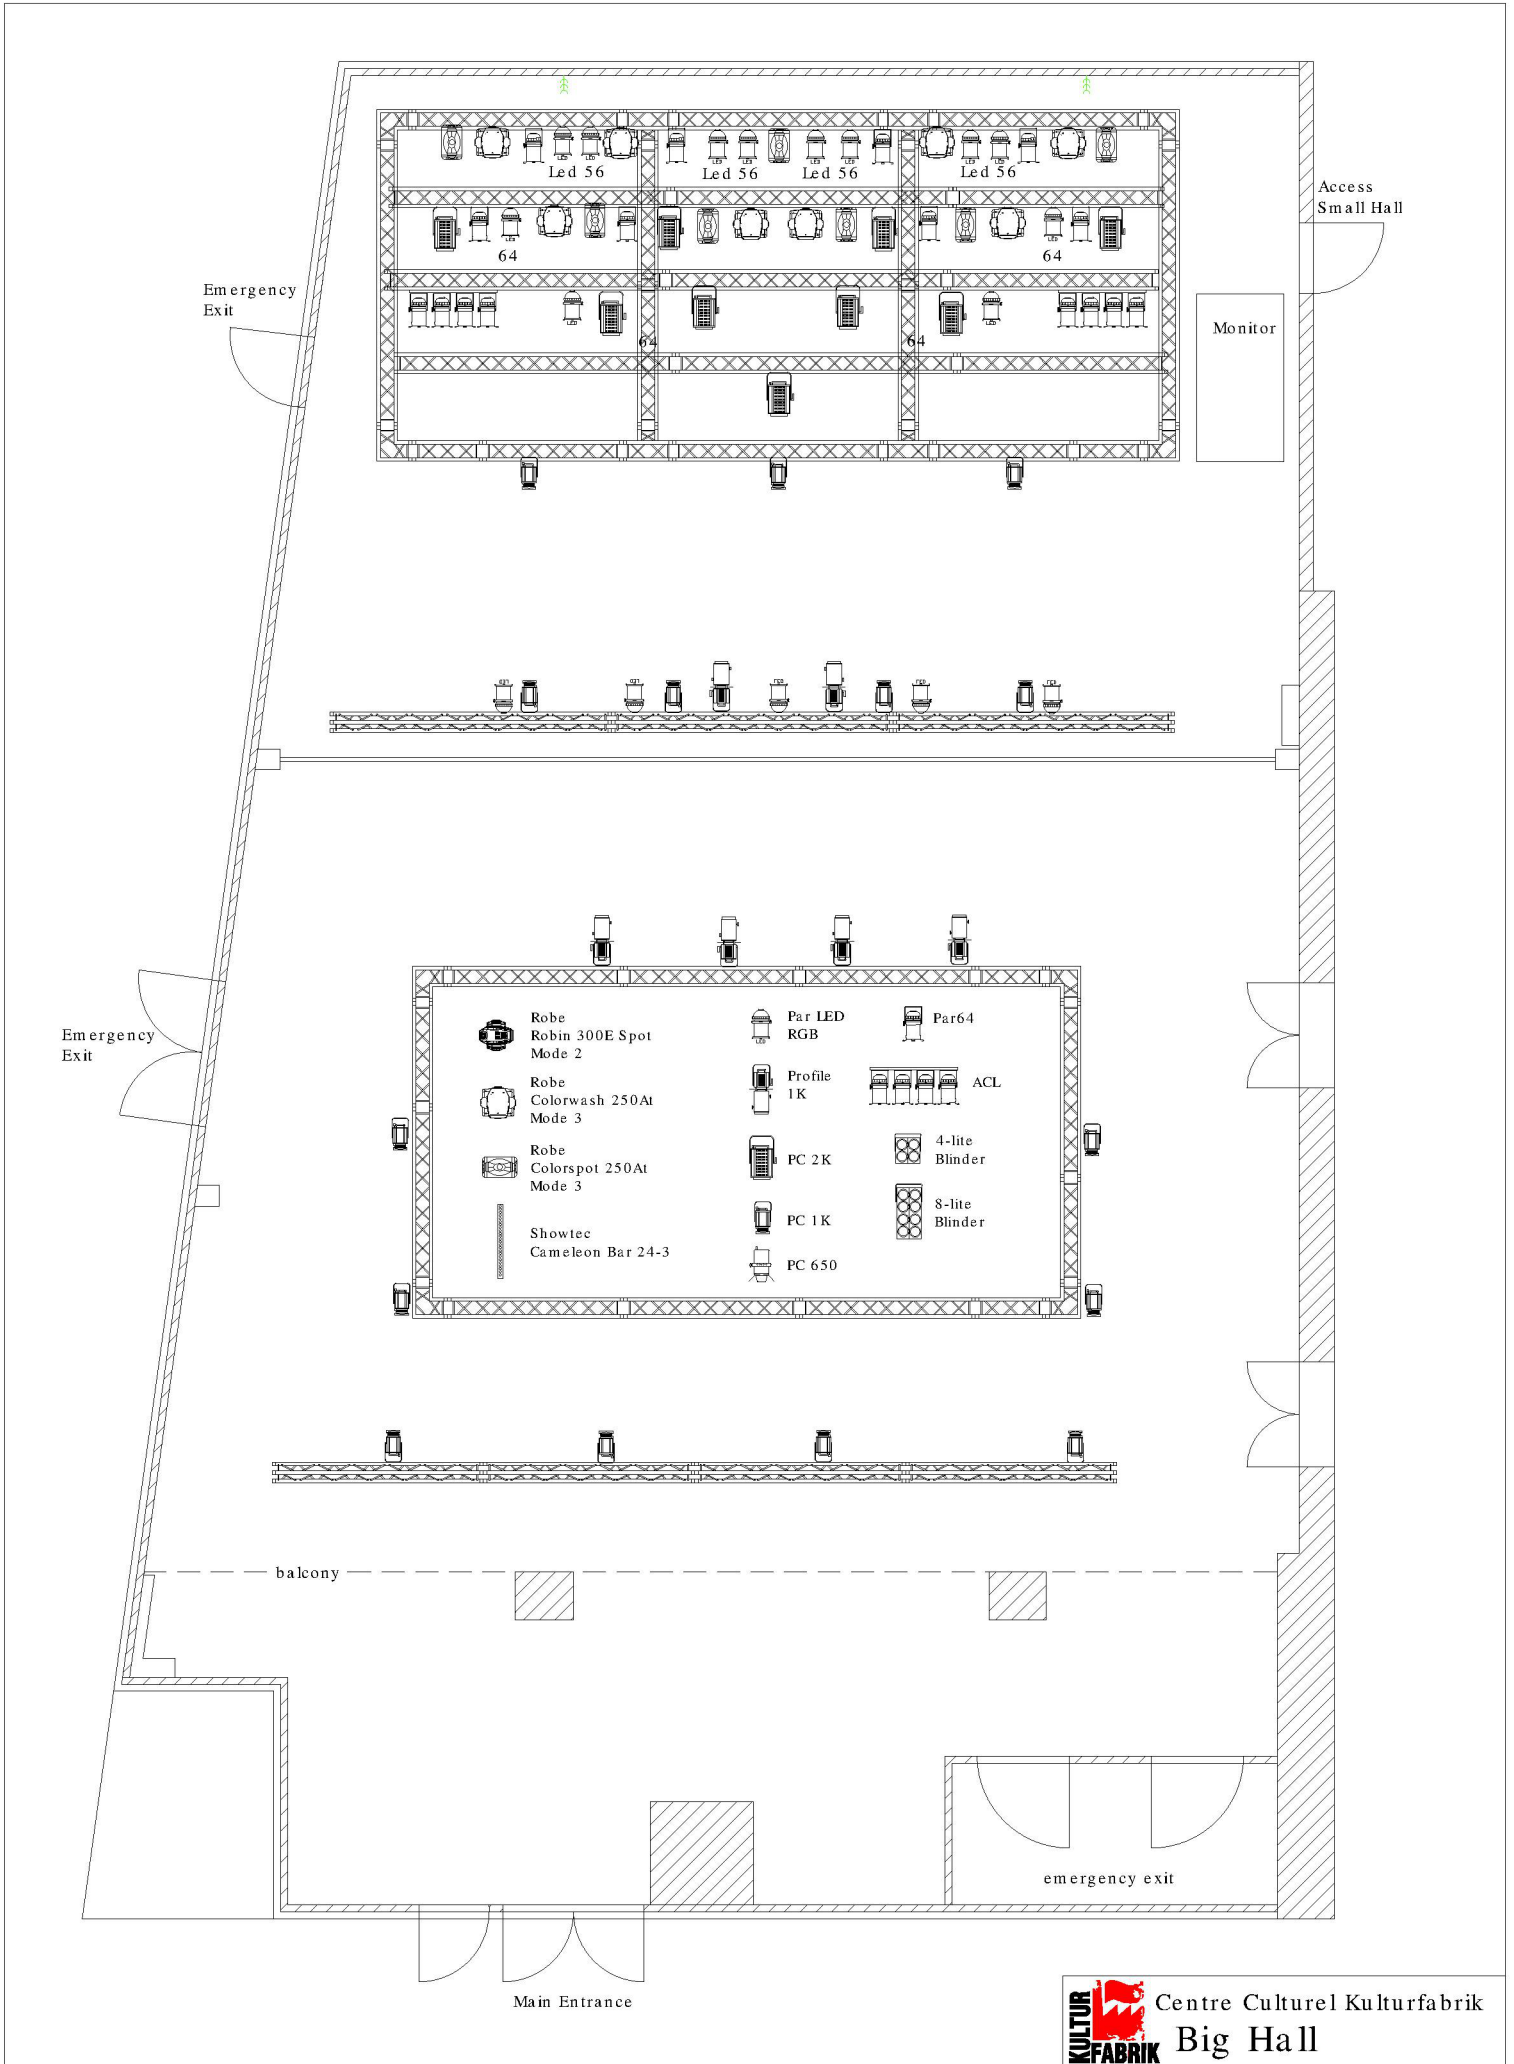 Led 56
Led 56
Led 56
Led 56
Access
Small Hall
64
64
Emergency
Exit
Monitor
64
64
Emergency
Exit
Robe
Robin 300E Spot
Mode 2
Robe
Colorwash 250At
Mode 3
Robe
Colorspot 250At
Mode 3
Showtec
Cameleon Bar 24-3
Par LED
RGB
Profile
1K
PC 2K
PC 1K
PC 650
Par64
ACL
4-lite
Blinder
8-lite
Blinder
balcony
emergency exit
Main Entrance
KULTUR
FABRIK
Centre Culturel Kulturfabrik
Big Hall